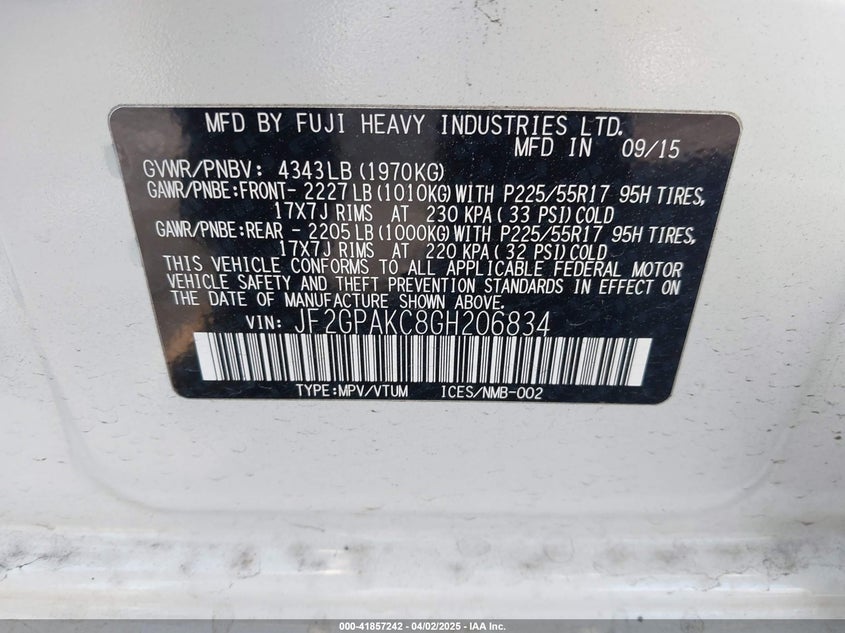 MFD BY FUJI HEAVY INDUSTRIES LTD.
MFD IN 09/15
GVWR/PNBV: 4343LB (1970KG)
GAWR/PNBE:FRONT- 2227LB(1010KG)WITH P225/55R17 95H TIRES,
17X7J RIMS AT 230 KPA(33 PSI)COLD
GAWR/PNBE:REAR - 2205LB(1000KG)WITH P225/55R17 95H TIRES,
17X7J RIMS AT 220 KPA(32 PSI)COLD
THIS VEHICLE CONFORMS TO ALL APPLICABLE FEDERAL MOTOR
VEHICLE SAFETY AND THEFT PREVENTION STANDARDS IN EFFECT ON
THE DATE OF MANUFACTURE SHOWN ABOVE.
VIN: JF2GPAKC8GH206834
TYPE:MPV/VTUM ICES/NMB-002
000-41857242 - 04/02/2025 - IAA Inc.